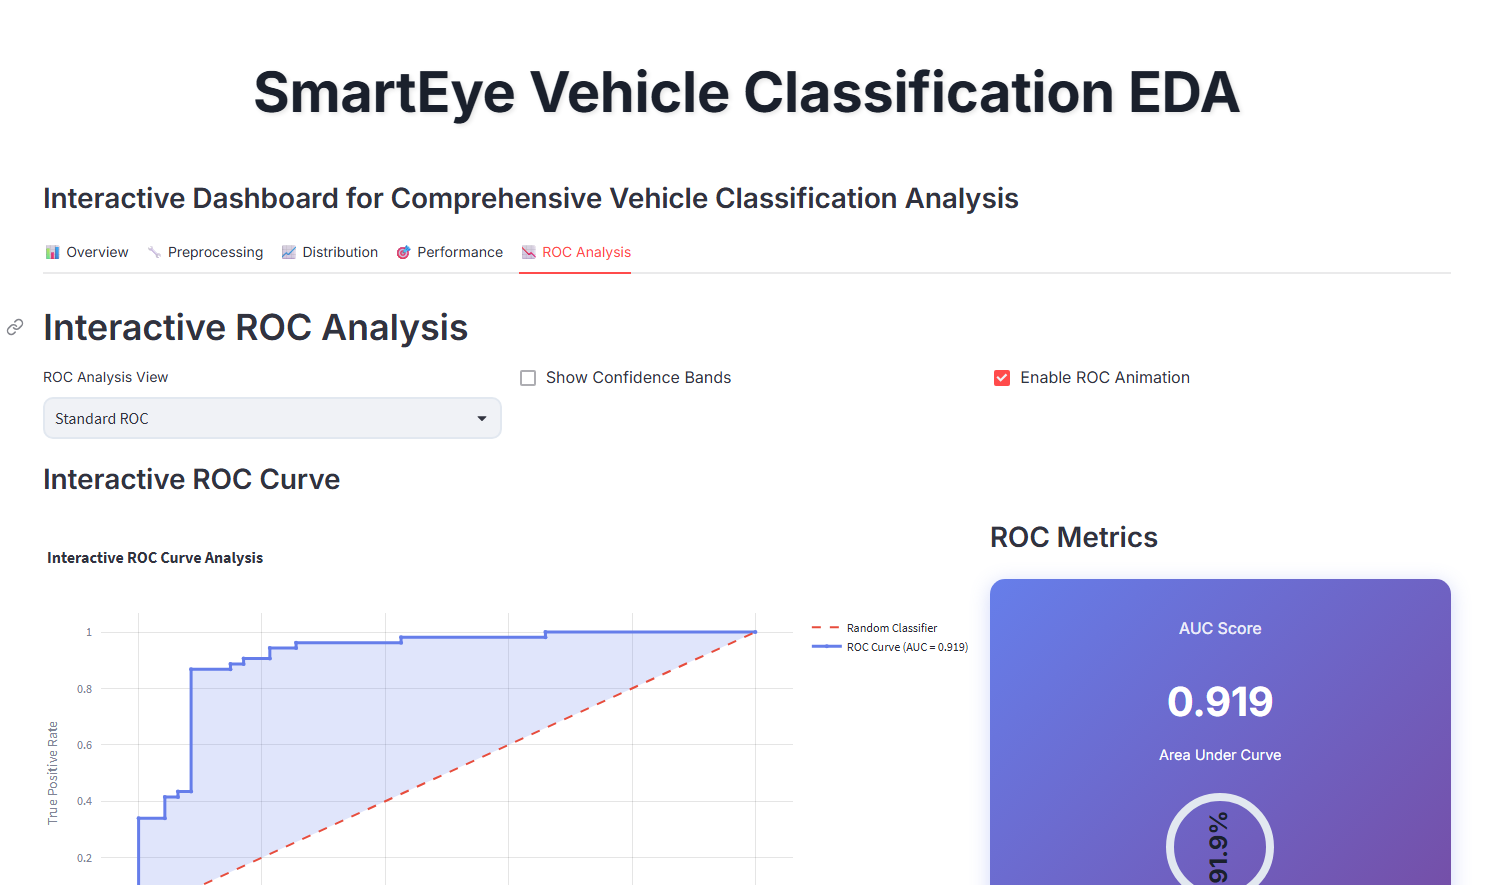 SmartEye Vehicle Classification EDA
Interactive Dashboard for Comprehensive Vehicle Classification Analysis
Overview Preprocessing Distribution Performance ROC Analysis
Interactive ROC Analysis
ROC Analysis View
Show Confidence Bands
Enable ROC Animation
Standard ROC
Interactive ROC Curve
Interactive ROC Curve Analysis
1
0.8
0.6
0.4
0.2
True Positive Rate
Random Classifier
ROC Curve (AUC = 0.919)
ROC Metrics
AUC Score
0.919
Area Under Curve
91.9%